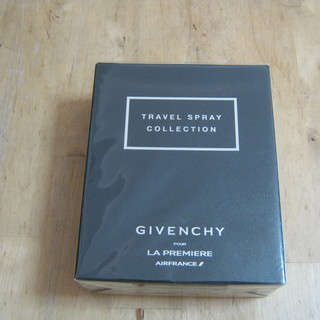 TRAVEL SPRAY
COLLECTION
GIVENCHY
POUR
LA PREMIERE
AIRFRANCE